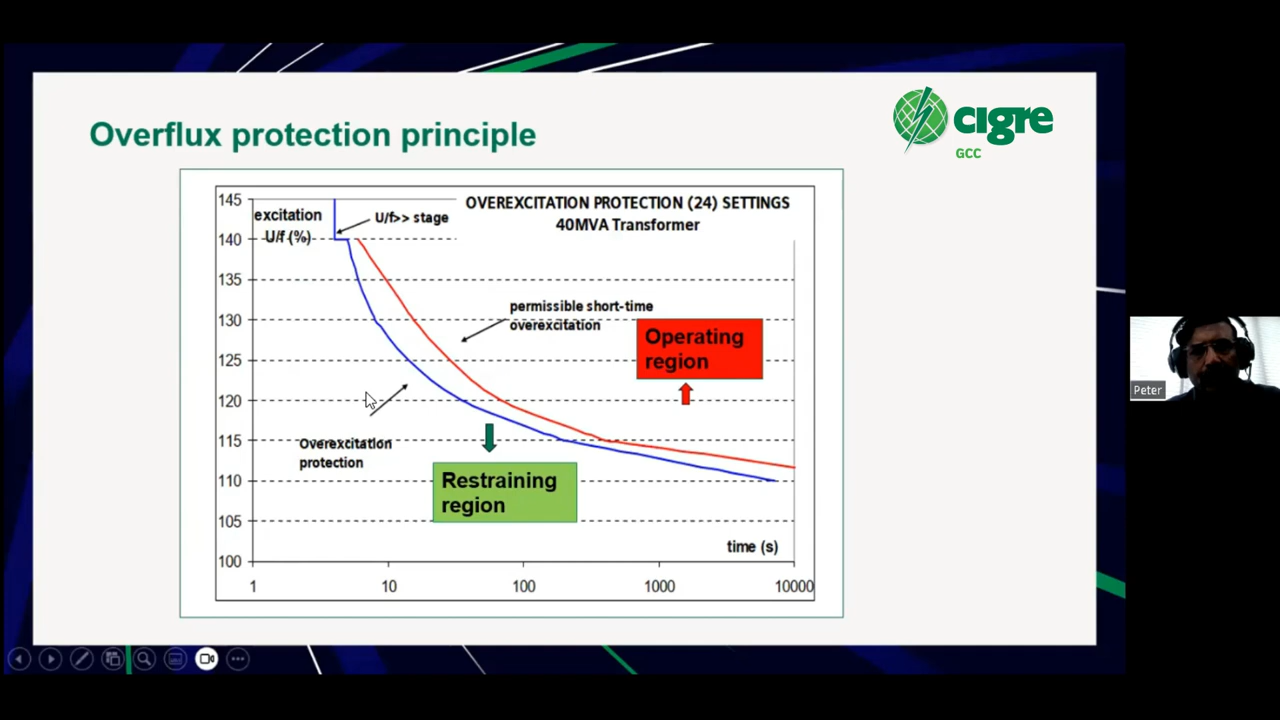 cigre
GCC
Overflux protection principle
OVEREXCITATION PROTECTION (24) SETTINGS
40MVA Transformer
excitation
U/f (%)
U/f>> stage
permissible short-time
overexcitation
Operating
region
Overexcitation
protection
Restraining
region
time (s)
145
140
135
130
125
120
115
110
105
100
1 10 100 1000 10000
Peter